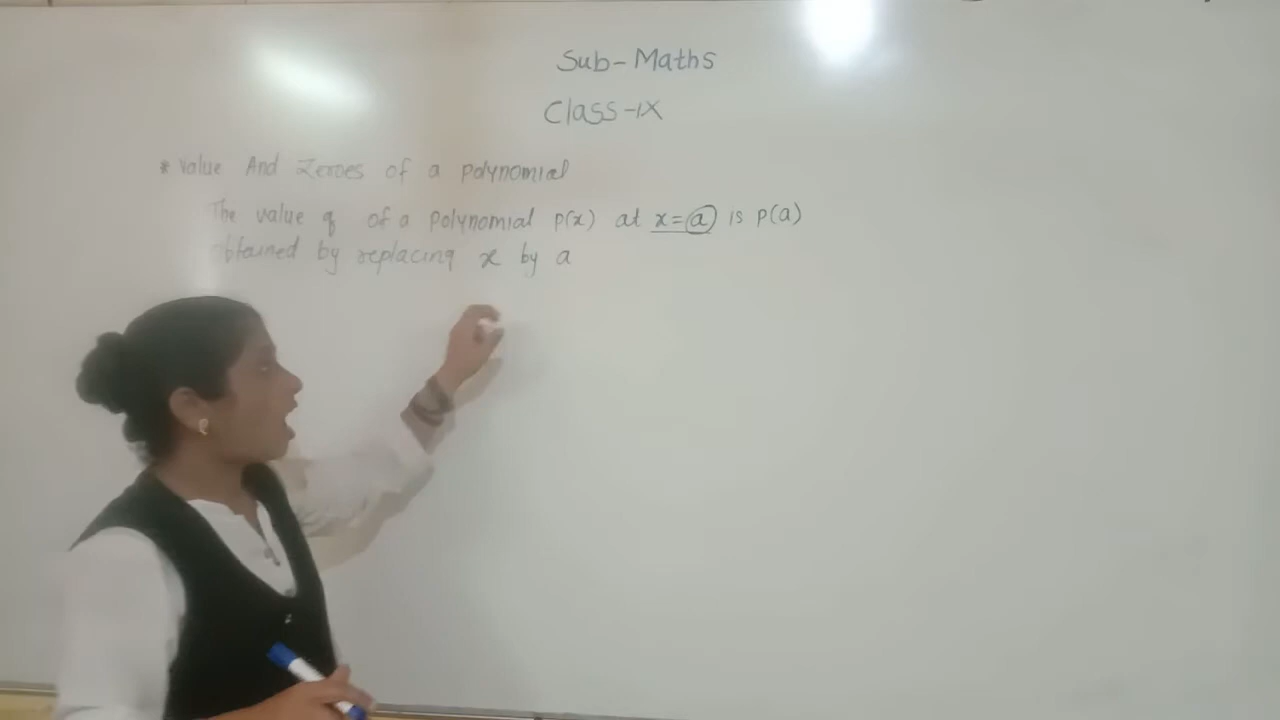 Sub-Maths
Class-IX
* Value And Zeroes of a polynomial
The value of of a polynomial p(x) at x=a is p(a)
obtained by replacing x by a